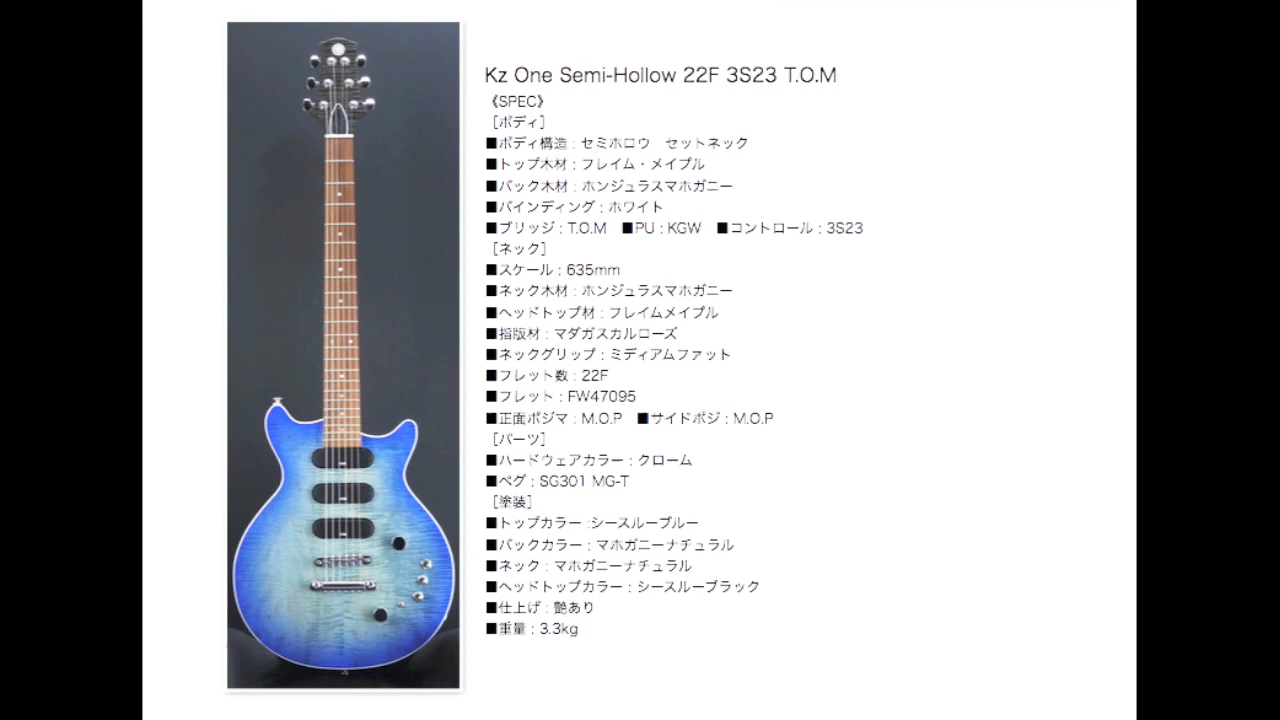 Kz One Semi-Hollow 22F 3S23 T.O.M
《SPEC》
［ボディ］
■ボディ構造 : セミホロウ　セットネック
■トップ木材 : フレイム・メイプル
■バック木材 : ホンジュラスマホガニー
■バインディング : ホワイト
■ブリッジ : T.O.M　■PU : KGW　■コントロール : 3S23
［ネック］
■スケール : 635mm
■ネック木材 : ホンジュラスマホガニー
■ヘッドトップ材 : フレイムメイプル
■指版材 : マダガスカルローズ
■ネックグリップ : ミディアムファット
■フレット数 : 22F
■フレット : FW47095
■正面ポジマ : M.O.P　■サイドポジ : M.O.P
［パーツ］
■ハードウェアカラー : クローム
■ペグ : SG301 MG-T
［塗装］
■トップカラー :シースルーブルー
■バックカラー : マホガニーナチュラル
■ネック : マホガニーナチュラル
■ヘッドトップカラー : シースルーブラック
■仕上げ : 艶あり
■重量 : 3.3kg